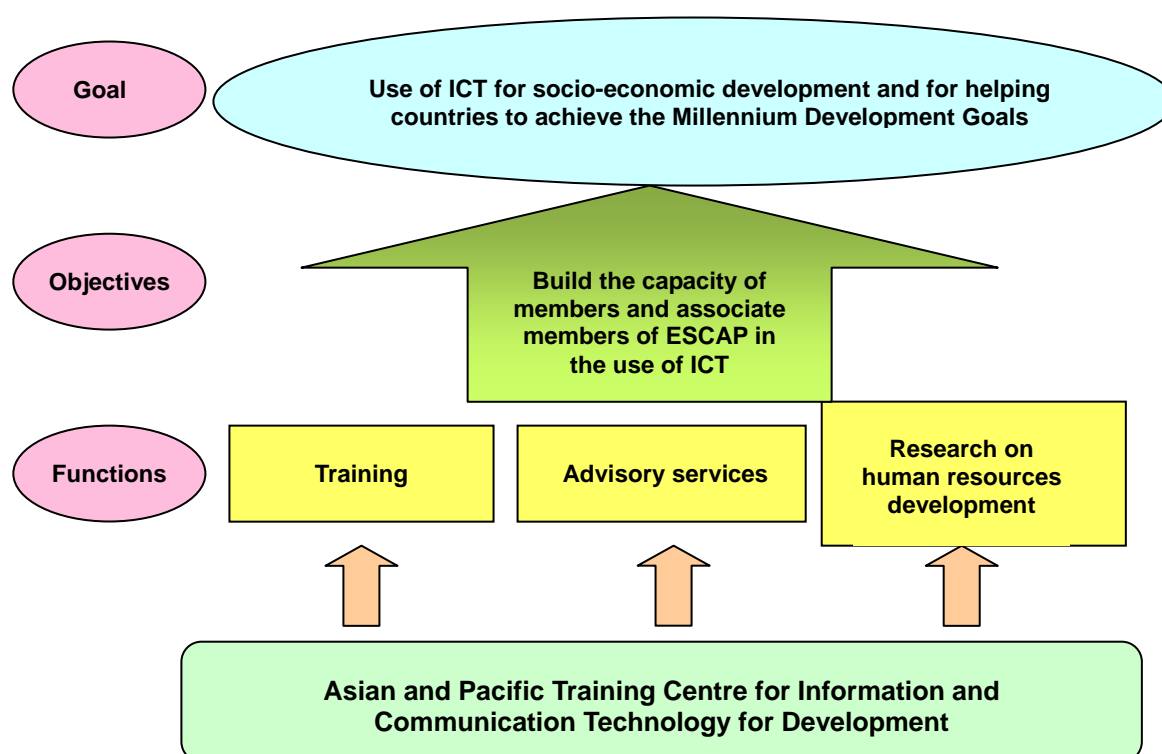 Goal
Use of ICT for socio-economic development and for helping
countries to achieve the Millennium Development Goals
Objectives
Build the capacity of
members and associate
members of ESCAP in
the use of ICT
Functions
Training
Advisory services
Research on
human resources
development
Asian and Pacific Training Centre for Information and
Communication Technology for Development